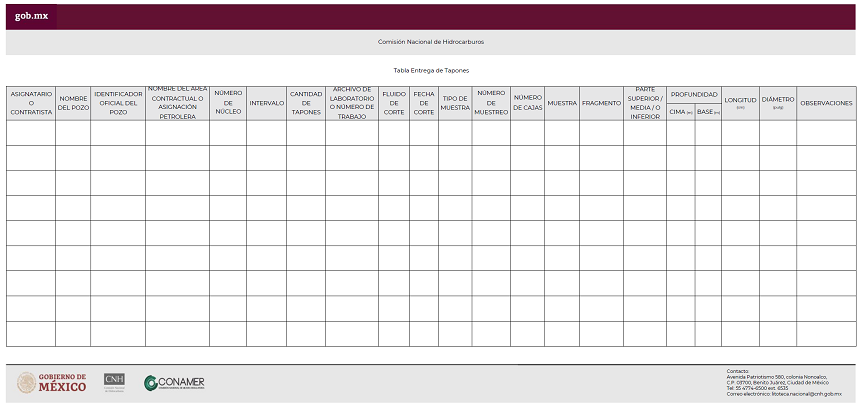 gob.mx
Comisión Nacional de Hidrocarburos
Tabla Entrega de Tapones
ASIGNATARIO
O
CONTRATISTA
NOMBRE
DEL POZO
IDENTIFICADOR
OFICIAL DEL
POZO
NOMBRE DEL ÁREA
CONTRACTUAL O
ASIGNACIÓN
PETROLERA
NÚMERO
DE
NÚCLEO
INTERVALO
CANTIDAD
DE
TAPONES
ARCHIVO DE
LABORATORIO
O NÚMERO DE
TRABAJO
FLUIDO
DE
CORTE
FECHA
DE
CORTE
TIPO DE
MUESTRA
NÚMERO
DE
MUESTREO
NÚMERO
DE CAJAS
MUESTRA
FRAGMENTO
PARTE
SUPERIOR /
MEDIA / O
INFERIOR
PROFUNDIDAD
CIMA (m)
BASE (m)
LONGITUD
(cm)
DIÁMETRO
(pulg)
OBSERVACIONES
GOBIERNO DE
MÉXICO
CNH
CONAMER
Contacto:
Avenida Patriotismo 580, colonia Nonoalco,
C.P. 03700, Benito Juárez, Ciudad de México
Tel: 55 4774-6500 ext. 6535
Correo electrónico: litoteca.nacional@cnh.gob.mx